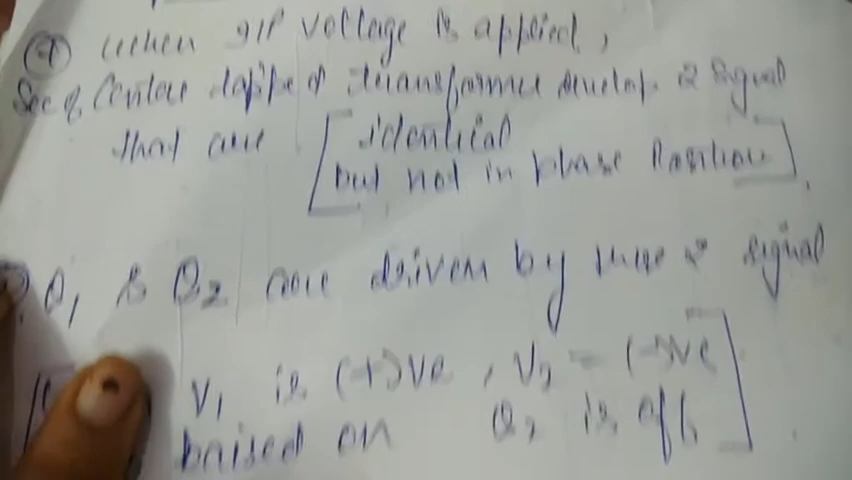 when i/p voltage is applied,
Sec of Center tapped transformer develop 2 signal
that are [identical
but not in phase Position].
Q1 & Q2 are driven by these 2 signal
V1 is (+)ve, V2 = (-)ve
baised on Q2 is off]